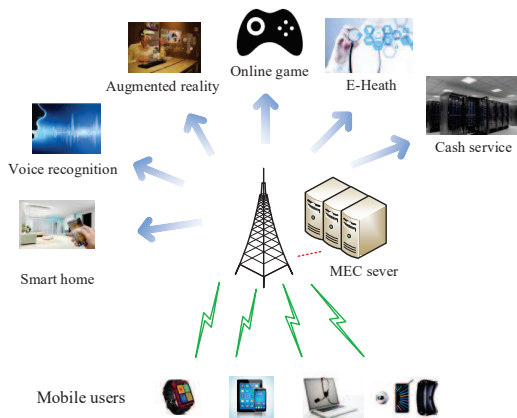 Online game
Augmented reality
E-Heath
Cash service
Voice recognition
Smart home
MEC sever
Mobile users